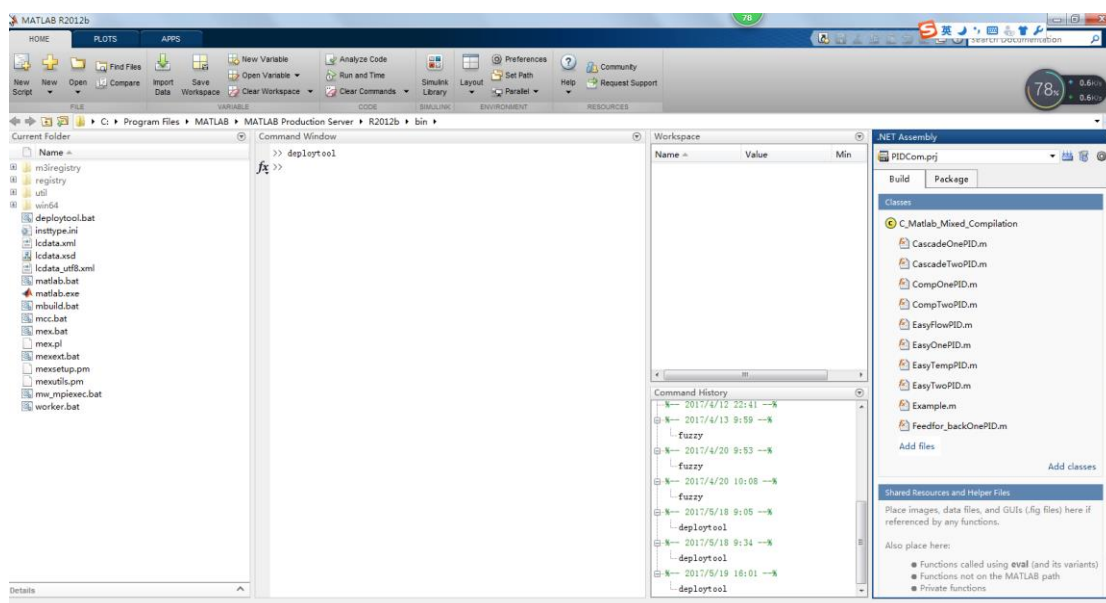 MATLAB R2012b
78
英
HOME PLOTS APPS
Search Documentation
New Script
New
Open
Find Files
Compare
Import Data
Save Workspace
New Variable
Open Variable
Clear Workspace
Analyze Code
Run and Time
Clear Commands
Simulink Library
Layout
Preferences
Set Path
Parallel
Help
Community
Request Support
78%
0.6K/s
0.6K/s
FILE VARIABLE CODE SIMULINK ENVIRONMENT RESOURCES
C: ▸ Program Files ▸ MATLAB ▸ MATLAB Production Server ▸ R2012b ▸ bin ▸
Current Folder
Name
m3iregistry
registry
util
win64
deploytool.bat
insttype.ini
lcdata.xml
lcdata.xsd
lcdata_utf8.xml
matlab.bat
matlab.exe
mbuild.bat
mcc.bat
mex.bat
mex.pl
mexext.bat
mexsetup.pm
mexutils.pm
mw_mpiexec.bat
worker.bat
Details
Command Window
>> deploytool
fx >>
Workspace
Name Value Min
Command History
%-- 2017/4/12 22:41 --%
%-- 2017/4/13 9:59 --%
fuzzy
%-- 2017/4/20 9:53 --%
fuzzy
%-- 2017/4/20 10:08 --%
fuzzy
%-- 2017/5/18 9:05 --%
deploytool
%-- 2017/5/18 9:34 --%
deploytool
%-- 2017/5/19 16:01 --%
deploytool
.NET Assembly
PIDCom.prj
Build Package
Classes
C_Matlab_Mixed_Compilation
CascadeOnePID.m
CascadeTwoPID.m
CompOnePID.m
CompTwoPID.m
EasyFlowPID.m
EasyOnePID.m
EasyTempPID.m
EasyTwoPID.m
Example.m
Feedfor_backOnePID.m
Add files
Add classes
Shared Resources and Helper Files
Place images, data files, and GUIs (.fig files) here if
referenced by any functions.
Also place here:
Functions called using eval (and its variants)
Functions not on the MATLAB path
Private functions